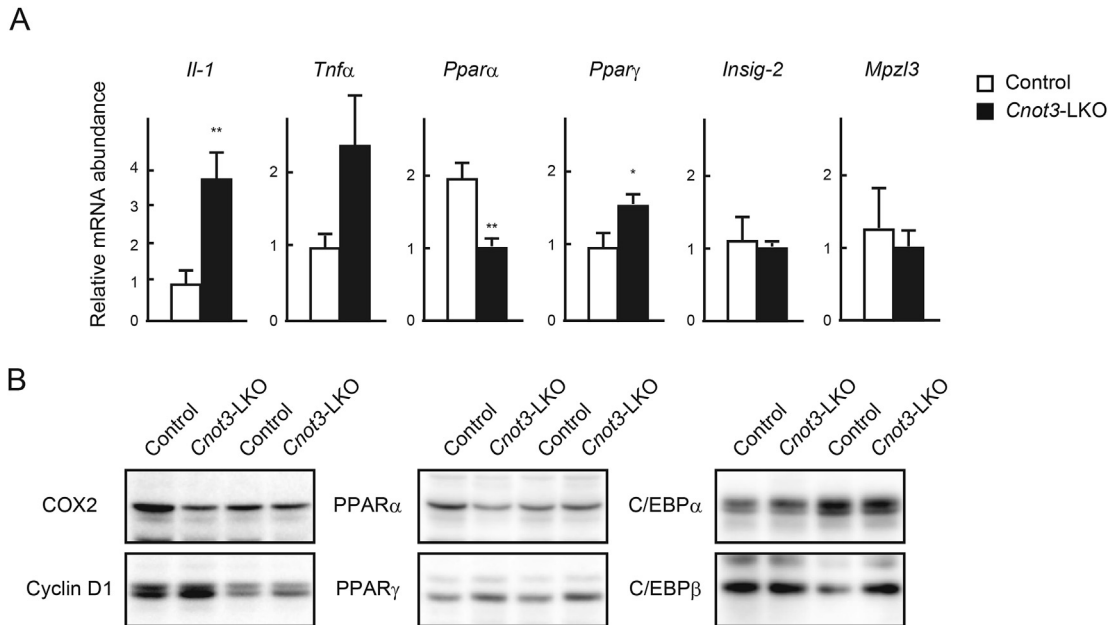 A
Il-1 Tnfα Pparα Pparγ Insig-2 Mpzl3
Control
Cnot3-LKO
Relative mRNA abundance
4
3
2
1
0
**
2
1
0
2
1
0
**
2
1
0
*
2
1
0
2
1
0
B
Control Cnot3-LKO Control Cnot3-LKO
Control Cnot3-LKO Control Cnot3-LKO
Control Cnot3-LKO Control Cnot3-LKO
COX2 PPARα C/EBPα
Cyclin D1 PPARγ C/EBPβ